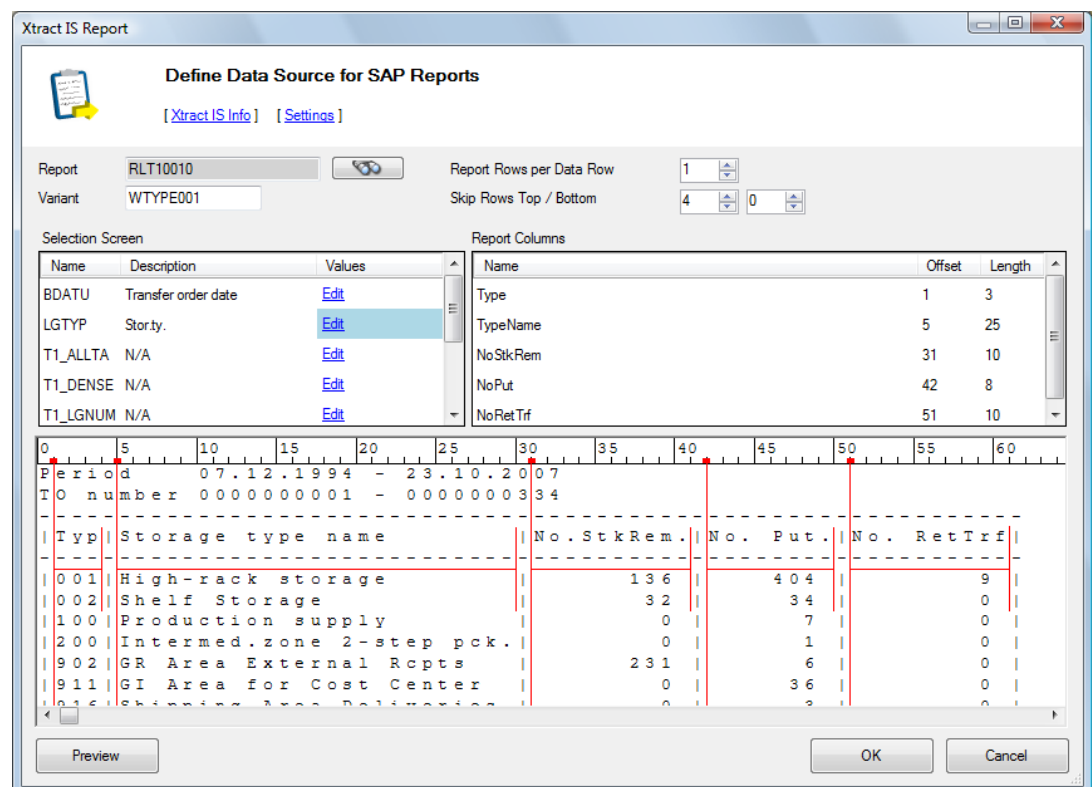 Xtract IS Report
Define Data Source for SAP Reports
[ Xtract IS Info ] [ Settings ]
Report RLT10010 Report Rows per Data Row 1
Variant WTYPE001 Skip Rows Top / Bottom 4 0
Selection Screen Report Columns
Name Description Values Name Offset Length
BDATU Transfer order date Edit Type 1 3
LGTYP Stor.ty. Edit TypeName 5 25
T1_ALLTA N/A Edit NoStkRem 31 10
T1_DENSE N/A Edit NoPut 42 8
T1_LGNUM N/A Edit NoRetTrf 51 10
0 5 10 15 20 25 30 35 40 45 50 55 60
Period 07.12.1994 - 23.10.2007
TO number 0000000001 - 0000000334
--------------------------------------------------------------
|Typ|Storage type name |No.StkRem.|No. Put.|No. RetTrf|
--------------------------------------------------------------
|001|High-rack storage | 136 | 404 | 9 |
|002|Shelf Storage | 32 | 34 | 0 |
|100|Production supply | 0 | 7 | 0 |
|200|Intermed.zone 2-step pck.| 0 | 1 | 0 |
|902|GR Area External Rcpts | 231 | 6 | 0 |
|911|GI Area for Cost Center | 0 | 36 | 0 |
|916|Shipping Area Deliveries | 0 | 3 | 0 |
Preview OK Cancel